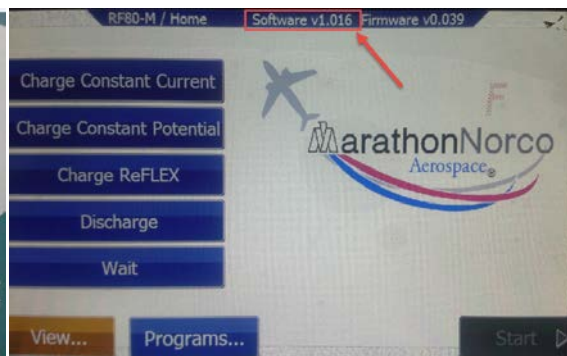 RF80-M / Home Software v1.016 Firmware v0.039
Charge Constant Current
Charge Constant Potential
Charge ReFLEX
Discharge
Wait
MarathonNorco
Aerospace®
F
View... Programs... Start